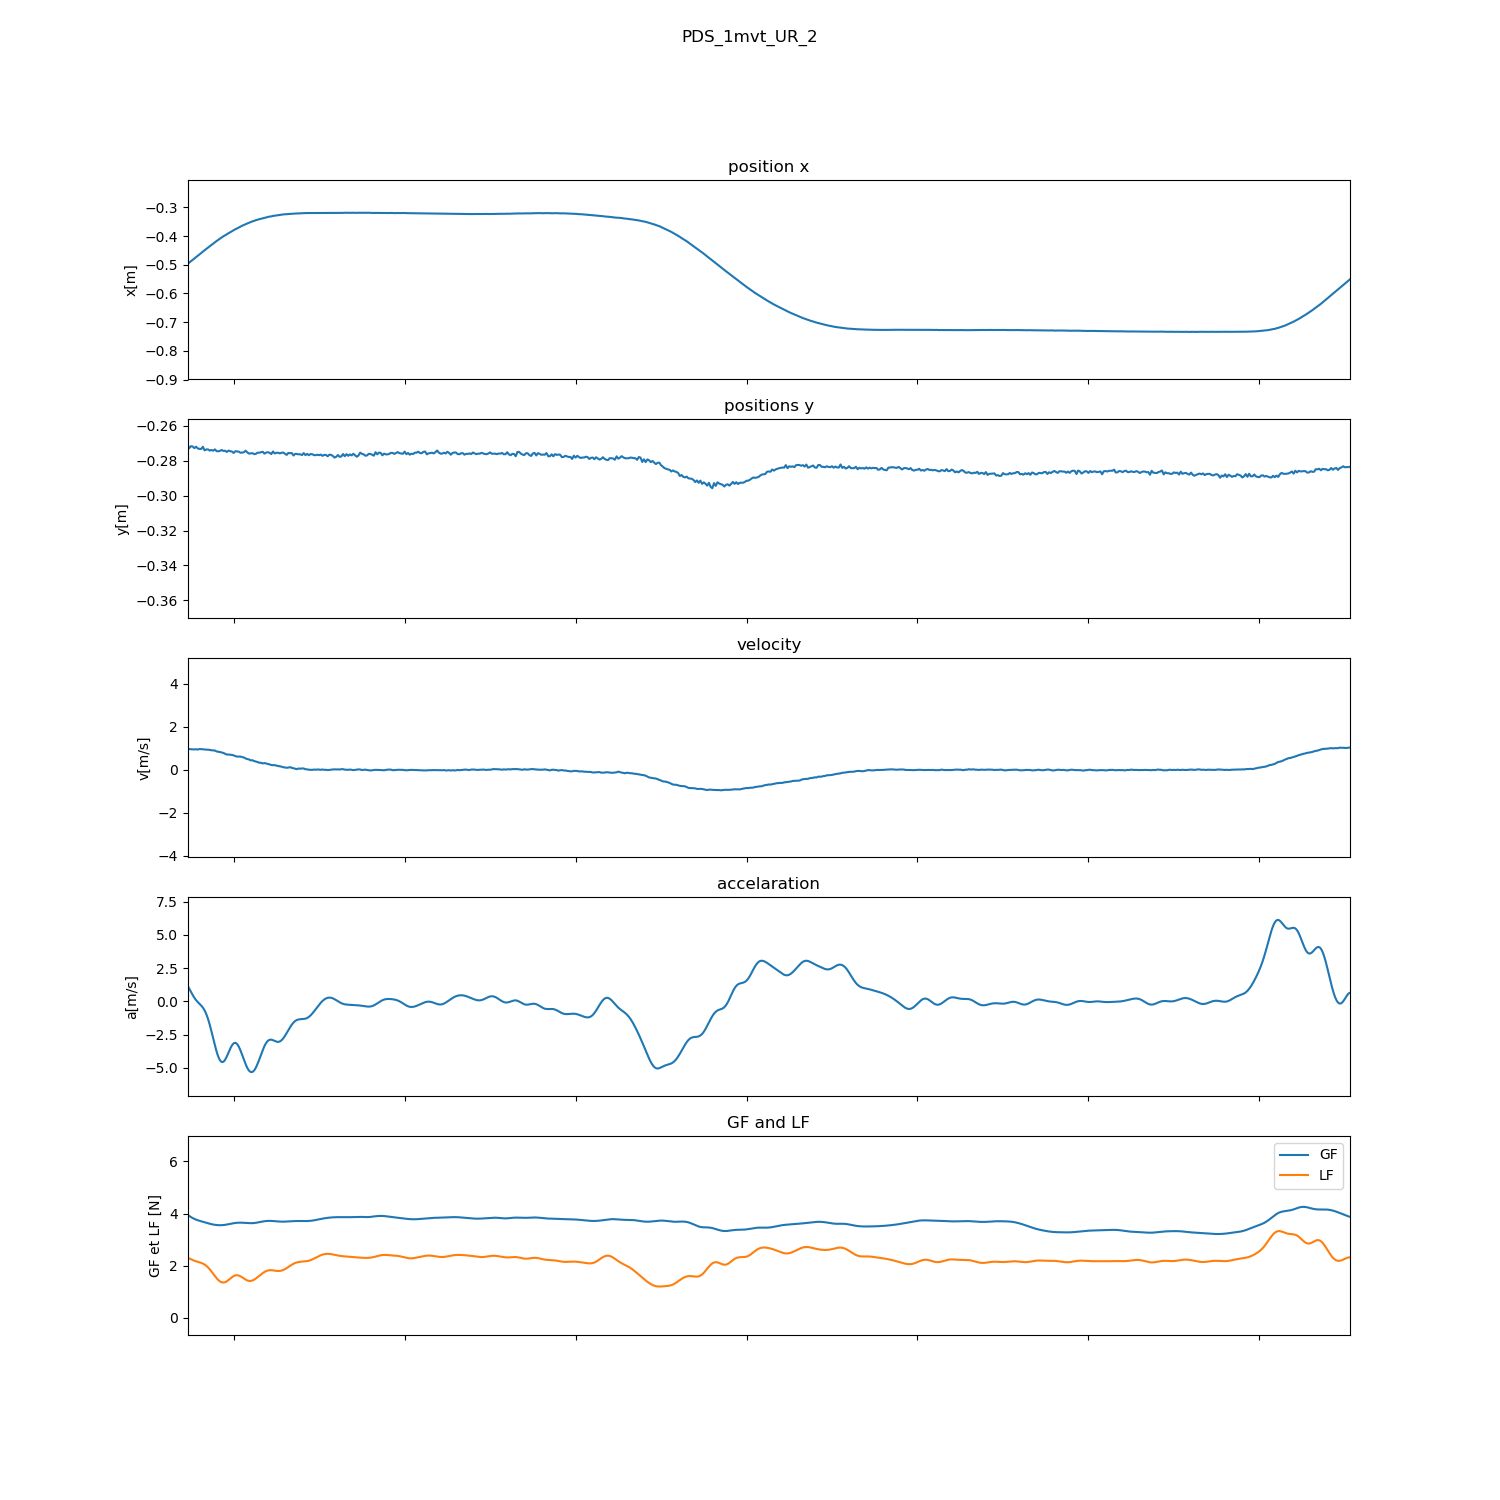 PDS_1mvt_UR_2
position x
−0.3
−0.4
−0.5
−0.6
−0.7
−0.8
−0.9
x[m]
positions y
−0.26
−0.28
−0.30
−0.32
−0.34
−0.36
y[m]
velocity
4
2
0
−2
−4
v[m/s]
accelaration
7.5
5.0
2.5
0.0
−2.5
−5.0
a[m/s]
GF and LF
6
4
2
0
GF et LF [N]
GF
LF